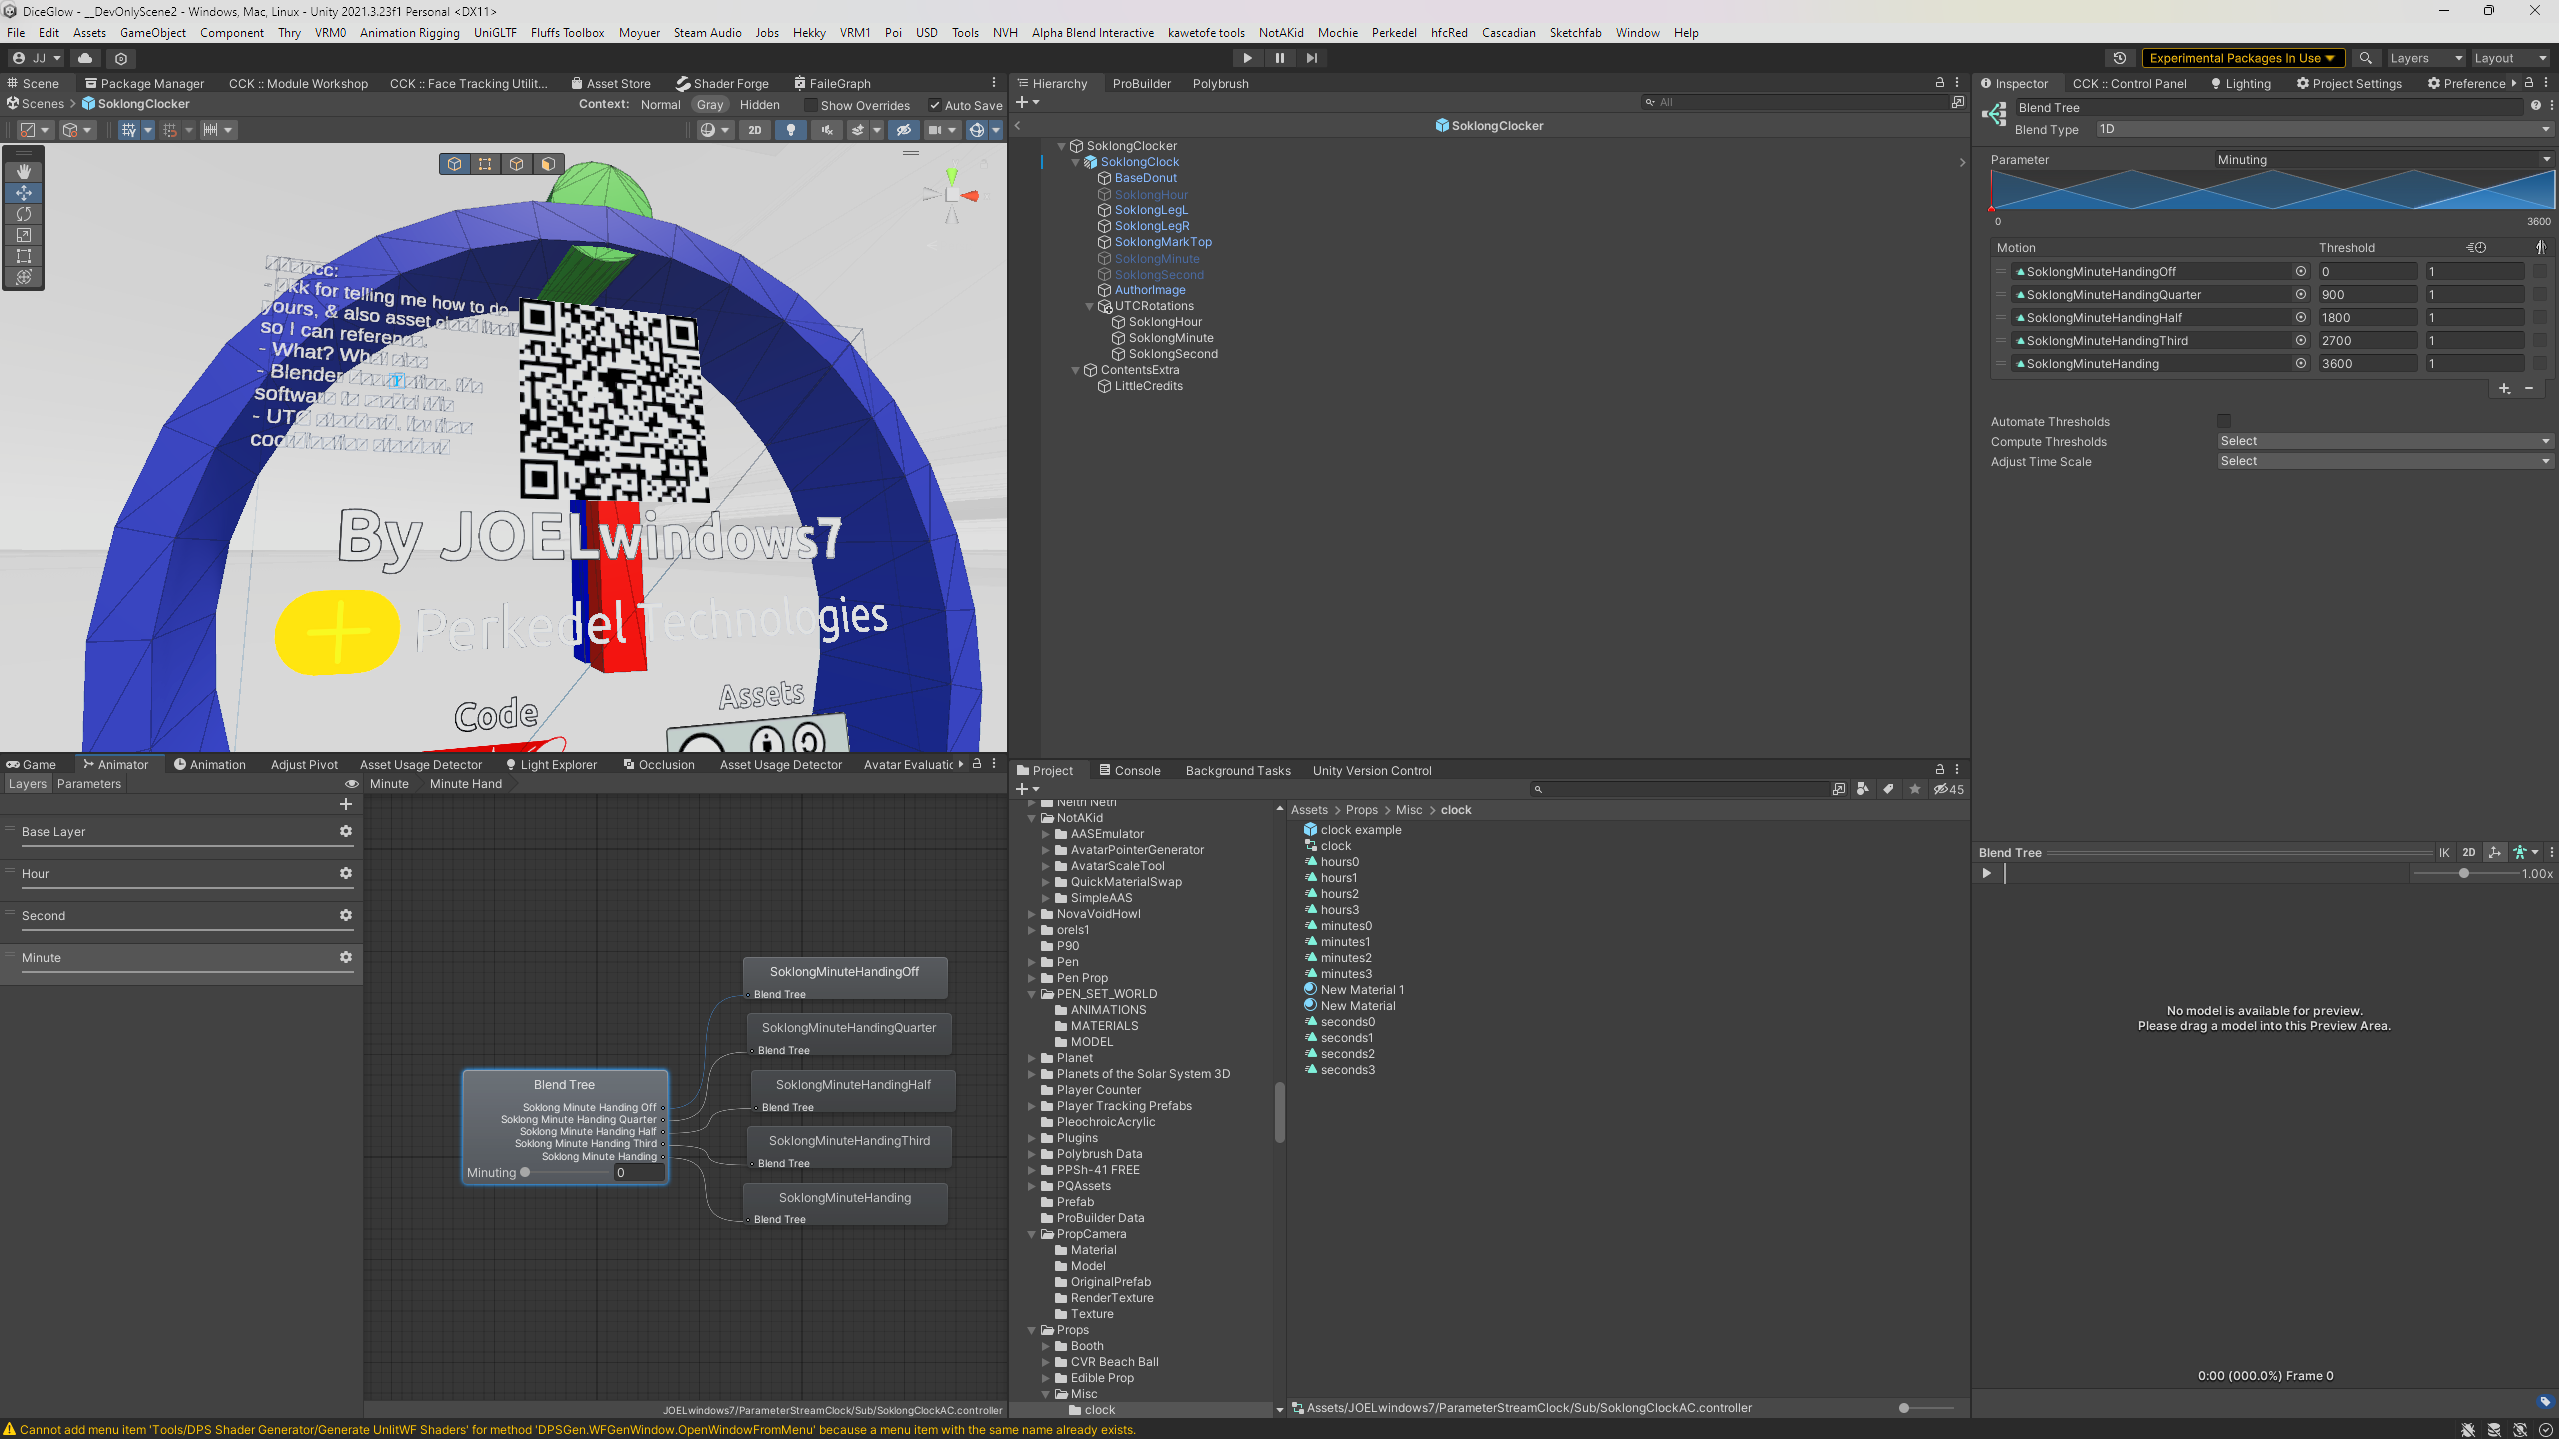 DiceGlow - __DevOnlyScene2 - Windows, Mac, Linux - Unity 2021.3.23f1 Personal <DX11>
File Edit Assets GameObject Component Thry VRM0 Animation Rigging UniGLTF Fluffs Toolbox Moyuer Steam Audio Jobs Hekky VRM1 Poi USD Tools NVH Alpha Blend Interactive kawetofe tools NotAKid Mochie Perkedel hfcRed Cascadian Sketchfab Window Help
JJ
Experimental Packages In Use
Layers
Layout
Scene Package Manager CCK :: Module Workshop CCK :: Face Tracking Utilit... Asset Store Shader Forge FaileGraph
Scenes > SoklongClocker
Context: Normal Gray Hidden Show Overrides Auto Save
2D
kk for telling me how to do
yours, & also asset
so I can reference.
- What?
- Blender
software
- UTC
By JOELwindows7
Perkedel Technologies
Code
Assets
Hierarchy ProBuilder Polybrush
All
SoklongClocker
SoklongClocker
SoklongClock
BaseDonut
SoklongHour
SoklongLegL
SoklongLegR
SoklongMarkTop
SoklongMinute
SoklongSecond
AuthorImage
UTCRotations
SoklongHour
SoklongMinute
SoklongSecond
ContentsExtra
LittleCredits
Inspector CCK :: Control Panel Lighting Project Settings Preference
Blend Tree
Blend Type 1D
Parameter Minuting
0 3600
Motion Threshold
SoklongMinuteHandingOff 0 1
SoklongMinuteHandingQuarter 900 1
SoklongMinuteHandingHalf 1800 1
SoklongMinuteHandingThird 2700 1
SoklongMinuteHanding 3600 1
Automate Thresholds
Compute Thresholds Select
Adjust Time Scale Select
Blend Tree IK 2D
1.00x
No model is available for preview.
Please drag a model into this Preview Area.
0:00 (000.0%) Frame 0
Game Animator Animation Adjust Pivot Asset Usage Detector Light Explorer Occlusion Asset Usage Detector Avatar Evaluatic
Layers Parameters Minute Minute Hand
Base Layer
Hour
Second
Minute
Blend Tree
Soklong Minute Handing Off
Soklong Minute Handing Quarter
Soklong Minute Handing Half
Soklong Minute Handing Third
Soklong Minute Handing
Minuting 0
SoklongMinuteHandingOff
Blend Tree
SoklongMinuteHandingQuarter
Blend Tree
SoklongMinuteHandingHalf
Blend Tree
SoklongMinuteHandingThird
Blend Tree
SoklongMinuteHanding
Blend Tree
JOELwindows7/ParameterStreamClock/Sub/SoklongClockAC.controller
Project Console Background Tasks Unity Version Control
45
Neith Netri
NotAKid
AASEmulator
AvatarPointerGenerator
AvatarScaleTool
QuickMaterialSwap
SimpleAAS
NovaVoidHowl
orels1
P90
Pen
Pen Prop
PEN_SET_WORLD
ANIMATIONS
MATERIALS
MODEL
Planet
Planets of the Solar System 3D
Player Counter
Player Tracking Prefabs
PleochroicAcrylic
Plugins
Polybrush Data
PPSh-41 FREE
PQAssets
Prefab
ProBuilder Data
PropCamera
Material
Model
OriginalPrefab
RenderTexture
Texture
Props
Booth
CVR Beach Ball
Edible Prop
Misc
clock
Assets > Props > Misc > clock
clock example
clock
hours0
hours1
hours2
hours3
minutes0
minutes1
minutes2
minutes3
New Material 1
New Material
seconds0
seconds1
seconds2
seconds3
Assets/JOELwindows7/ParameterStreamClock/Sub/SoklongClockAC.controller
Cannot add menu item 'Tools/DPS Shader Generator/Generate UnlitWF Shaders' for method 'DPSGen.WFGenWindow.OpenWindowFromMenu' because a menu item with the same name already exists.